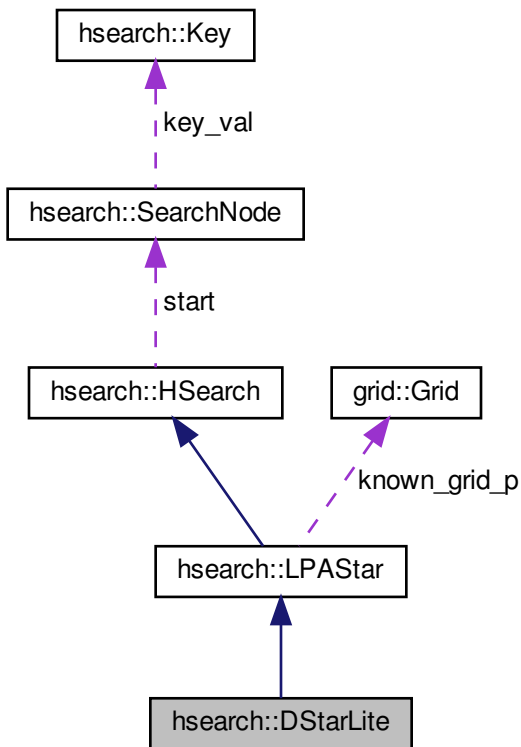 hsearch::Key
key_val
hsearch::SearchNode
start
hsearch::HSearch
grid::Grid
known_grid_p
hsearch::LPAStar
hsearch::DStarLite